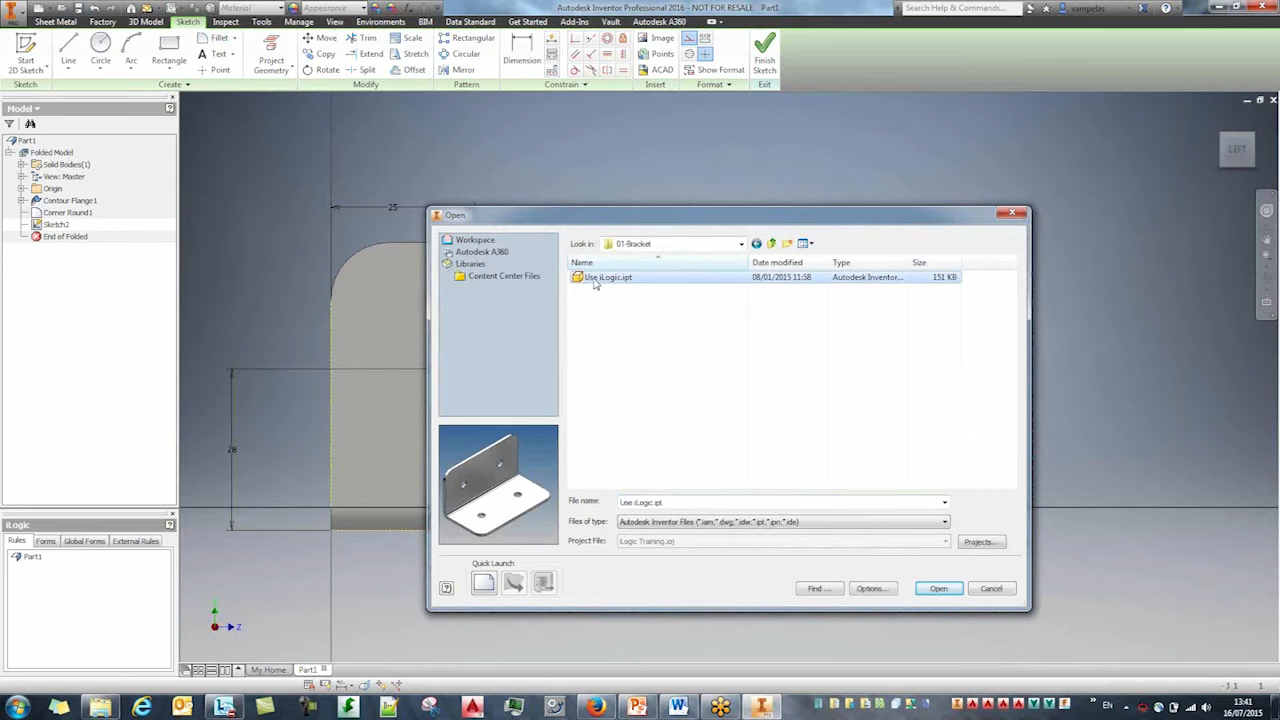 Material
Appearance
Autodesk Inventor Professional 2016 - NOT FOR RESALE Part1
Search Help & Commands...
vampelas
PRO
Sheet Metal Factory 3D Model Sketch Inspect Tools Manage View Environments BIM Data Standard Get Started Add-Ins Vault Autodesk A360
Start
2D Sketch
Line
Circle
Arc
Rectangle
Fillet
Text
Point
Project
Geometry
Move
Copy
Rotate
Trim
Extend
Split
Scale
Stretch
Offset
Rectangular
Circular
Mirror
Dimension
Image
Points
ACAD
Show Format
Finish
Sketch
Sketch
Create
Modify
Pattern
Constrain
Insert
Format
Exit
Model
Part1
Folded Model
Solid Bodies(1)
View: Master
Origin
Contour Flange1
Corner Round1
Sketch2
End of Folded
LEFT
25
28
Open
Workspace
Autodesk A360
Libraries
Content Center Files
Look in: 01-Bracket
Name Date modified Type Size
Use iLogic.ipt 08/01/2015 11:58 Autodesk Inventor... 151 KB
File name: Use iLogic.ipt
Files of type: Autodesk Inventor Files (*.iam;*.dwg;*.idw;*.ipt;*.ipn;*.ide)
Project File: iLogic Training.ipj
Projects...
Quick Launch
Find ...
Options...
Open
Cancel
iLogic
Rules Forms Global Forms External Rules
Part1
Z
My Home
Part1
1 1
EN
13:41
16/07/2015